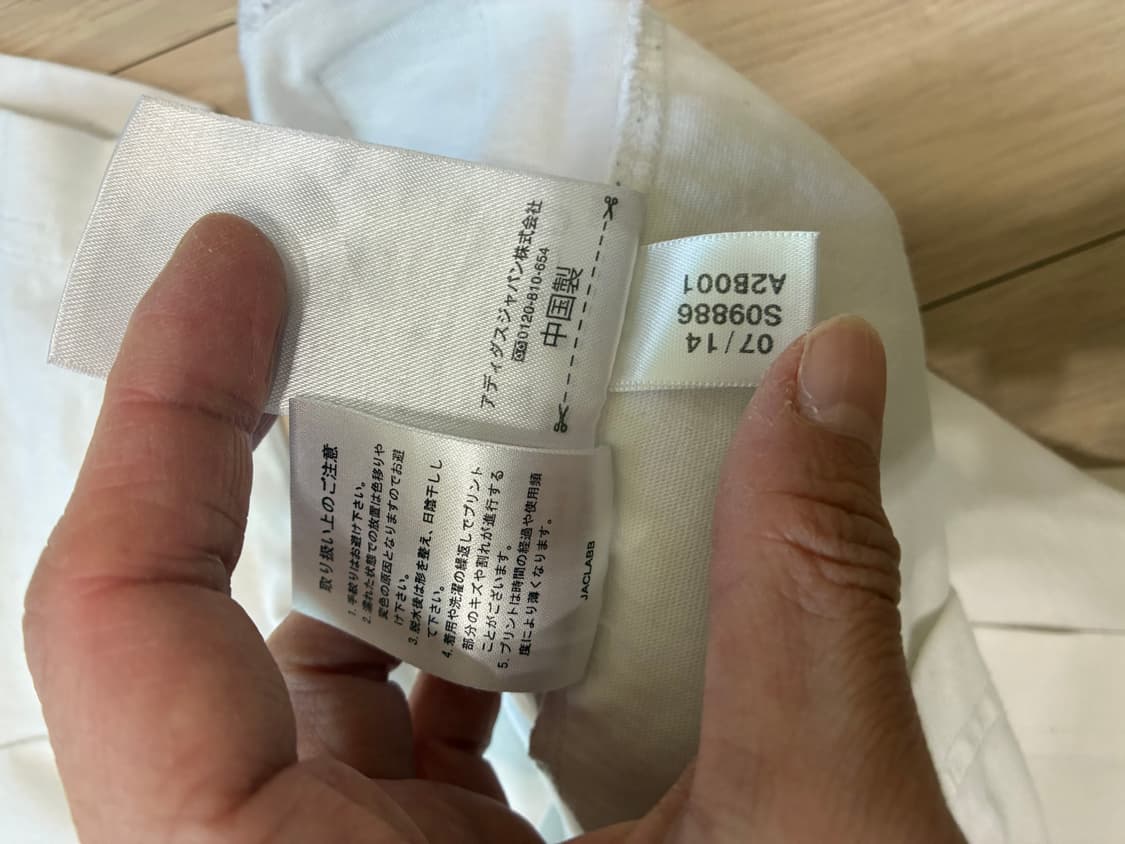 アディダスジャパン株式会社
0120-810-654
中国製
07/14
S09886
A2B001
取り扱い上のご注意
1. 手絞りはお避け下さい。
2. 濡れた状態での放置は色移りや
変色の原因となりますのでお避
け下さい。
3. 脱水後は形を整え、日陰干しし
て下さい。
4. 着用や洗濯の繰返しでプリント
部分のキズや割れが進行する
ことがございます。
5. プリントは時間の経過や使用頻
度により薄くなります。
JACLABB